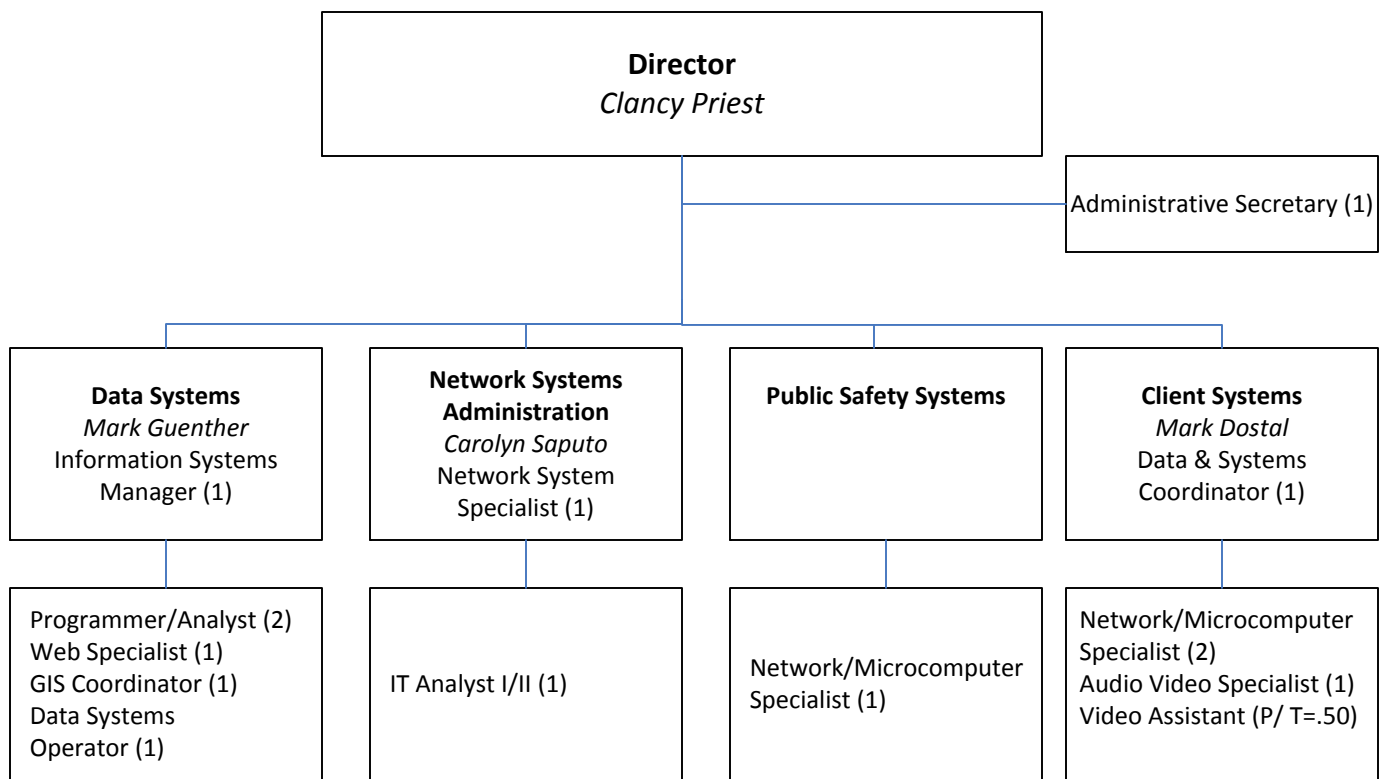 Director
Clancy Priest
Administrative Secretary (1)
Data Systems
Mark Guenther
Information Systems
Manager (1)
Network Systems
Administration
Carolyn Saputo
Network System
Specialist (1)
Public Safety Systems
Client Systems
Mark Dostal
Data & Systems
Coordinator (1)
Programmer/Analyst (2)
Web Specialist (1)
GIS Coordinator (1)
Data Systems
Operator (1)
IT Analyst I/II (1)
Network/Microcomputer
Specialist (1)
Network/Microcomputer
Specialist (2)
Audio Video Specialist (1)
Video Assistant (P/ T=.50)